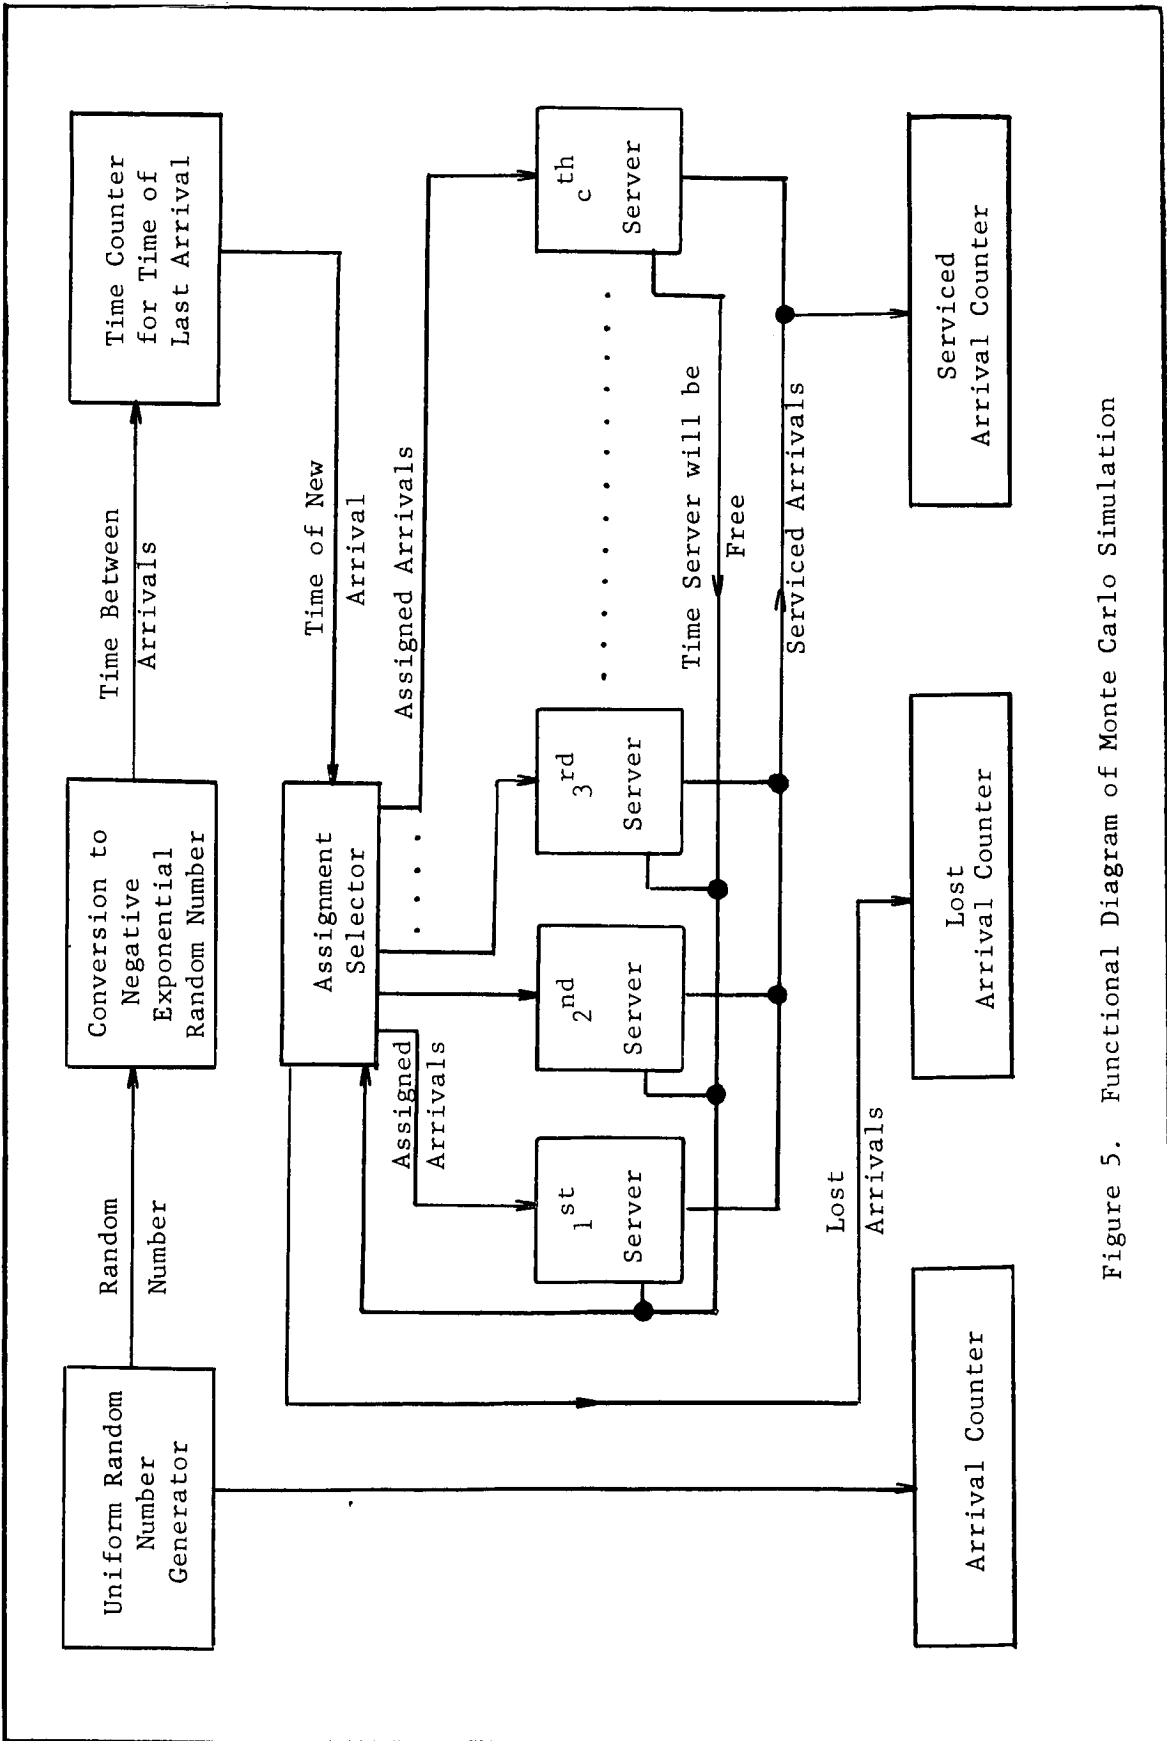 Uniform Random
Number
Generator
Random
Number
Conversion to
Negative
Exponential
Random Number
Time Between
Arrivals
Time Counter
for Time of
Last Arrival
Time of New
Arrival
Assignment
Selector
Assigned Arrivals
Assigned
Arrivals
1st
Server
2nd
Server
3rd
Server
cth
Server
Time Server will be
Free
Serviced Arrivals
Lost
Arrivals
Arrival Counter
Lost
Arrival Counter
Serviced
Arrival Counter
Figure 5. Functional Diagram of Monte Carlo Simulation